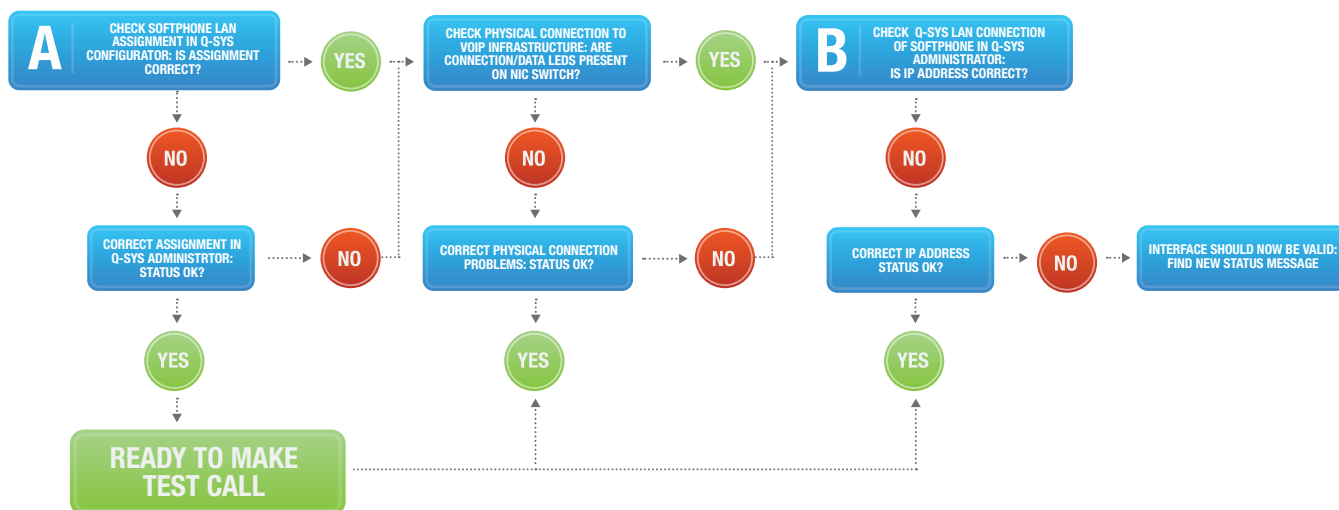 A
CHECK SOFTPHONE LAN
ASSIGNMENT IN Q-SYS
CONFIGURATOR: IS ASSIGNMENT
CORRECT?
YES
CHECK PHYSICAL CONNECTION TO
VOIP INFRASTRUCTURE: ARE
CONNECTION/DATA LEDS PRESENT
ON NIC SWITCH?
YES
B
CHECK Q-SYS LAN CONNECTION
OF SOFTPHONE IN Q-SYS
ADMINISTRATOR:
IS IP ADDRESS CORRECT?
NO
NO
NO
CORRECT ASSIGNMENT IN
Q-SYS ADMINISTRTOR:
STATUS OK?
NO
CORRECT PHYSICAL CONNECTION
PROBLEMS: STATUS OK?
NO
CORRECT IP ADDRESS
STATUS OK?
NO
INTERFACE SHOULD NOW BE VALID:
FIND NEW STATUS MESSAGE
YES
YES
YES
READY TO MAKE
TEST CALL